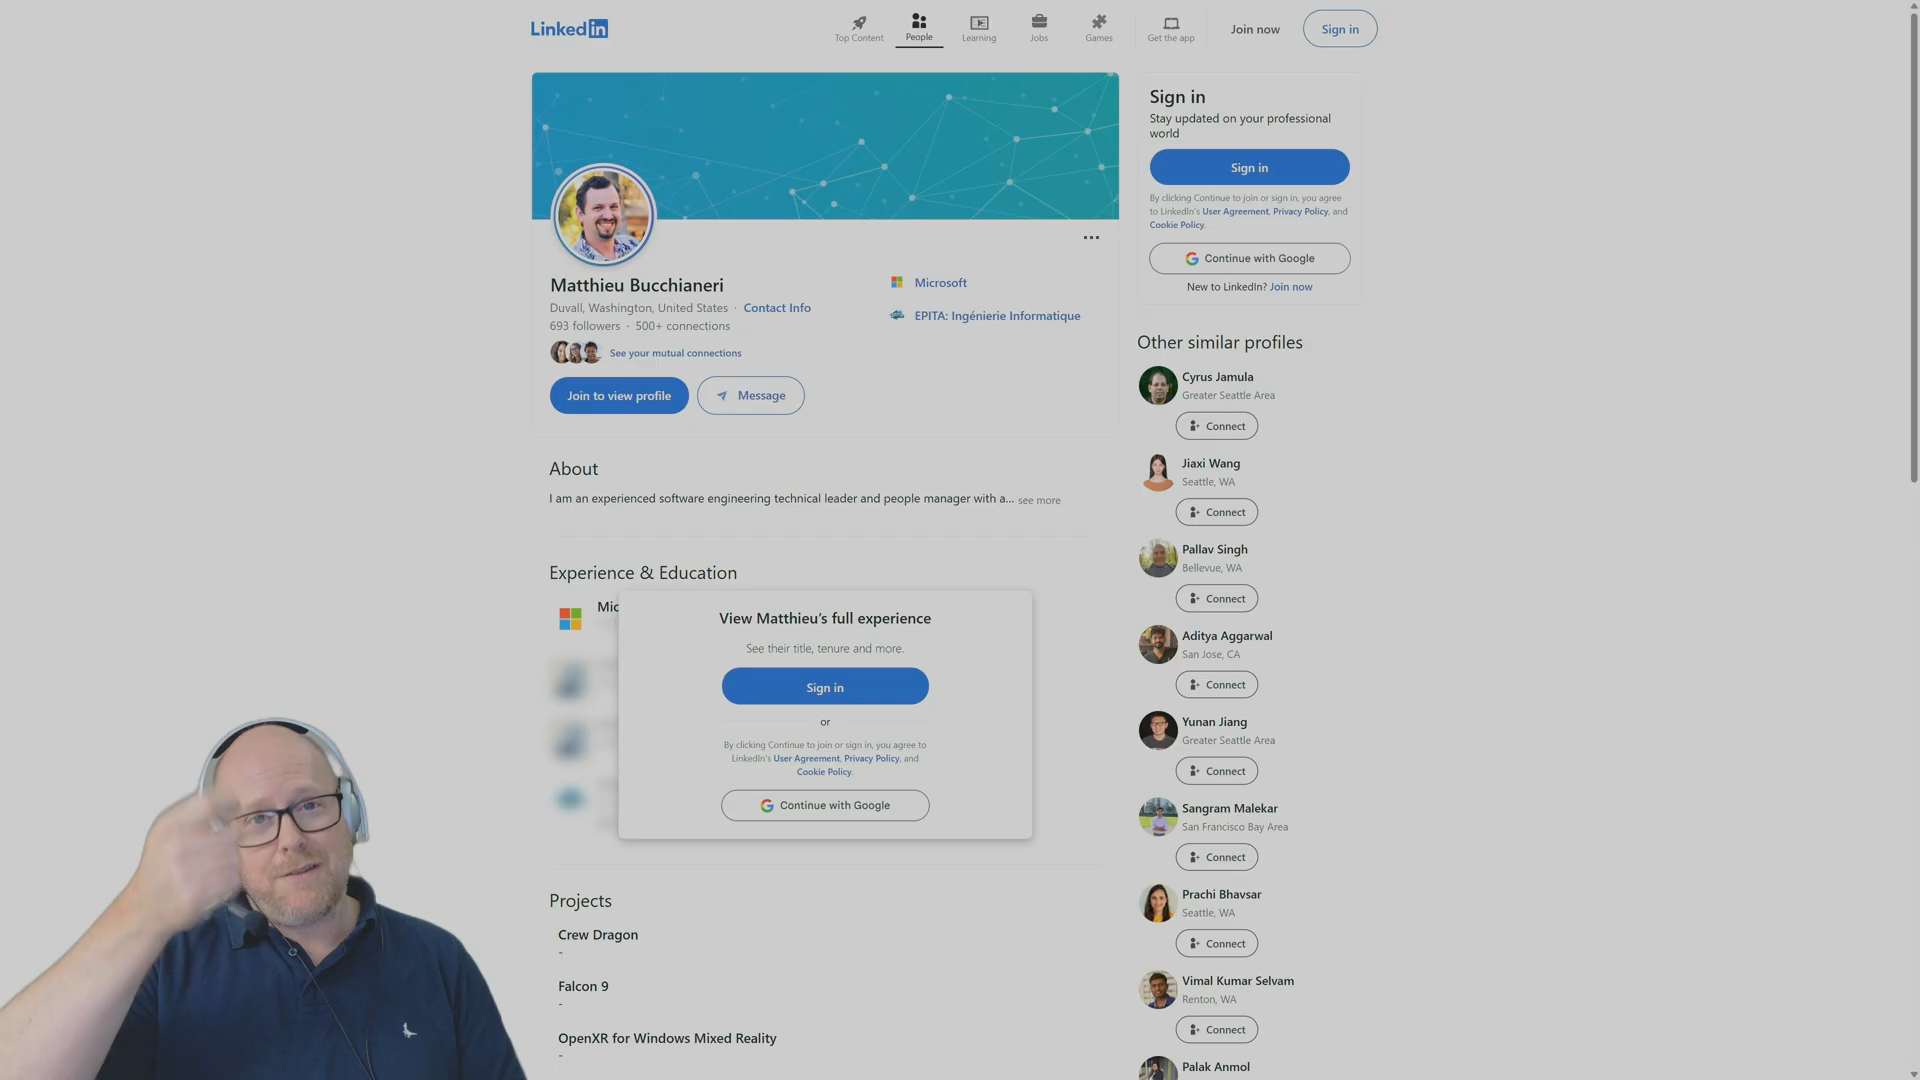 Linked in
Top Content
People
Learning
Jobs
Games
Get the app
Join now
Sign in
Matthieu Bucchianeri
Duvall, Washington, United States · Contact Info
693 followers · 500+ connections
See your mutual connections
Join to view profile
Message
Microsoft
EPITA: Ingénierie Informatique
About
I am an experienced software engineering technical leader and people manager with a... see more
Experience & Education
Mic
View Matthieu's full experience
See their title, tenure and more.
Sign in
or
By clicking Continue to join or sign in, you agree to
LinkedIn's User Agreement, Privacy Policy, and
Cookie Policy.
Continue with Google
Projects
Crew Dragon
-
Falcon 9
-
OpenXR for Windows Mixed Reality
-
Sign in
Stay updated on your professional
world
Sign in
By clicking Continue to join or sign in, you agree
to LinkedIn's User Agreement, Privacy Policy, and
Cookie Policy.
Continue with Google
New to LinkedIn? Join now
Other similar profiles
Cyrus Jamula
Greater Seattle Area
Connect
Jiaxi Wang
Seattle, WA
Connect
Pallav Singh
Bellevue, WA
Connect
Aditya Aggarwal
San Jose, CA
Connect
Yunan Jiang
Greater Seattle Area
Connect
Sangram Malekar
San Francisco Bay Area
Connect
Prachi Bhavsar
Seattle, WA
Connect
Vimal Kumar Selvam
Renton, WA
Connect
Palak Anmol